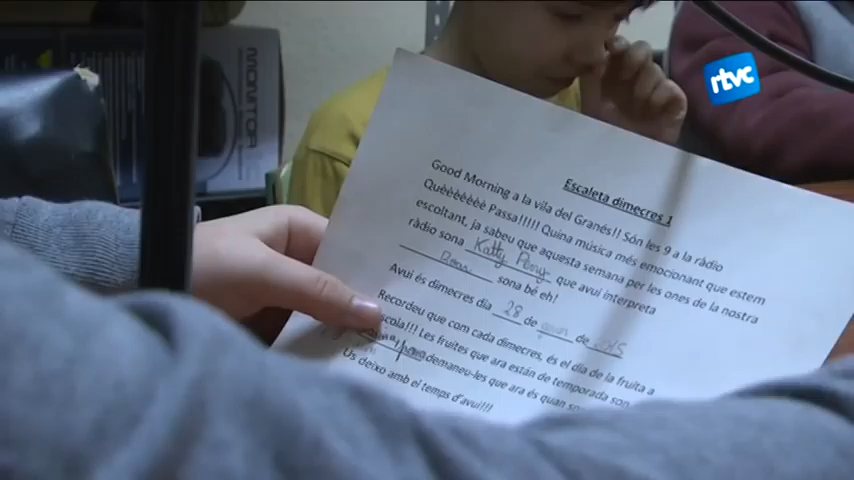 rtvc
MONITOR
Escaleta dimecres 1
Good Morning a la vila del Granés!! Són les 9 a la ràdio
Quèèèèèèè Passa!!!! Quina música més emocionant que estem
escoltant, ja sabeu que aquesta setmana per les ones de la nostra
ràdio sona Katty Perry, que avui interpreta
Roar sona bé eh!
Avui és dimecres dia 28 de de
Recordeu que com cada dimecres, és el dia de la fruita a
Les fruites que ara están de temporada son
demaneu-les que ara és quan
Us deixo amb el temps d'avui!!!